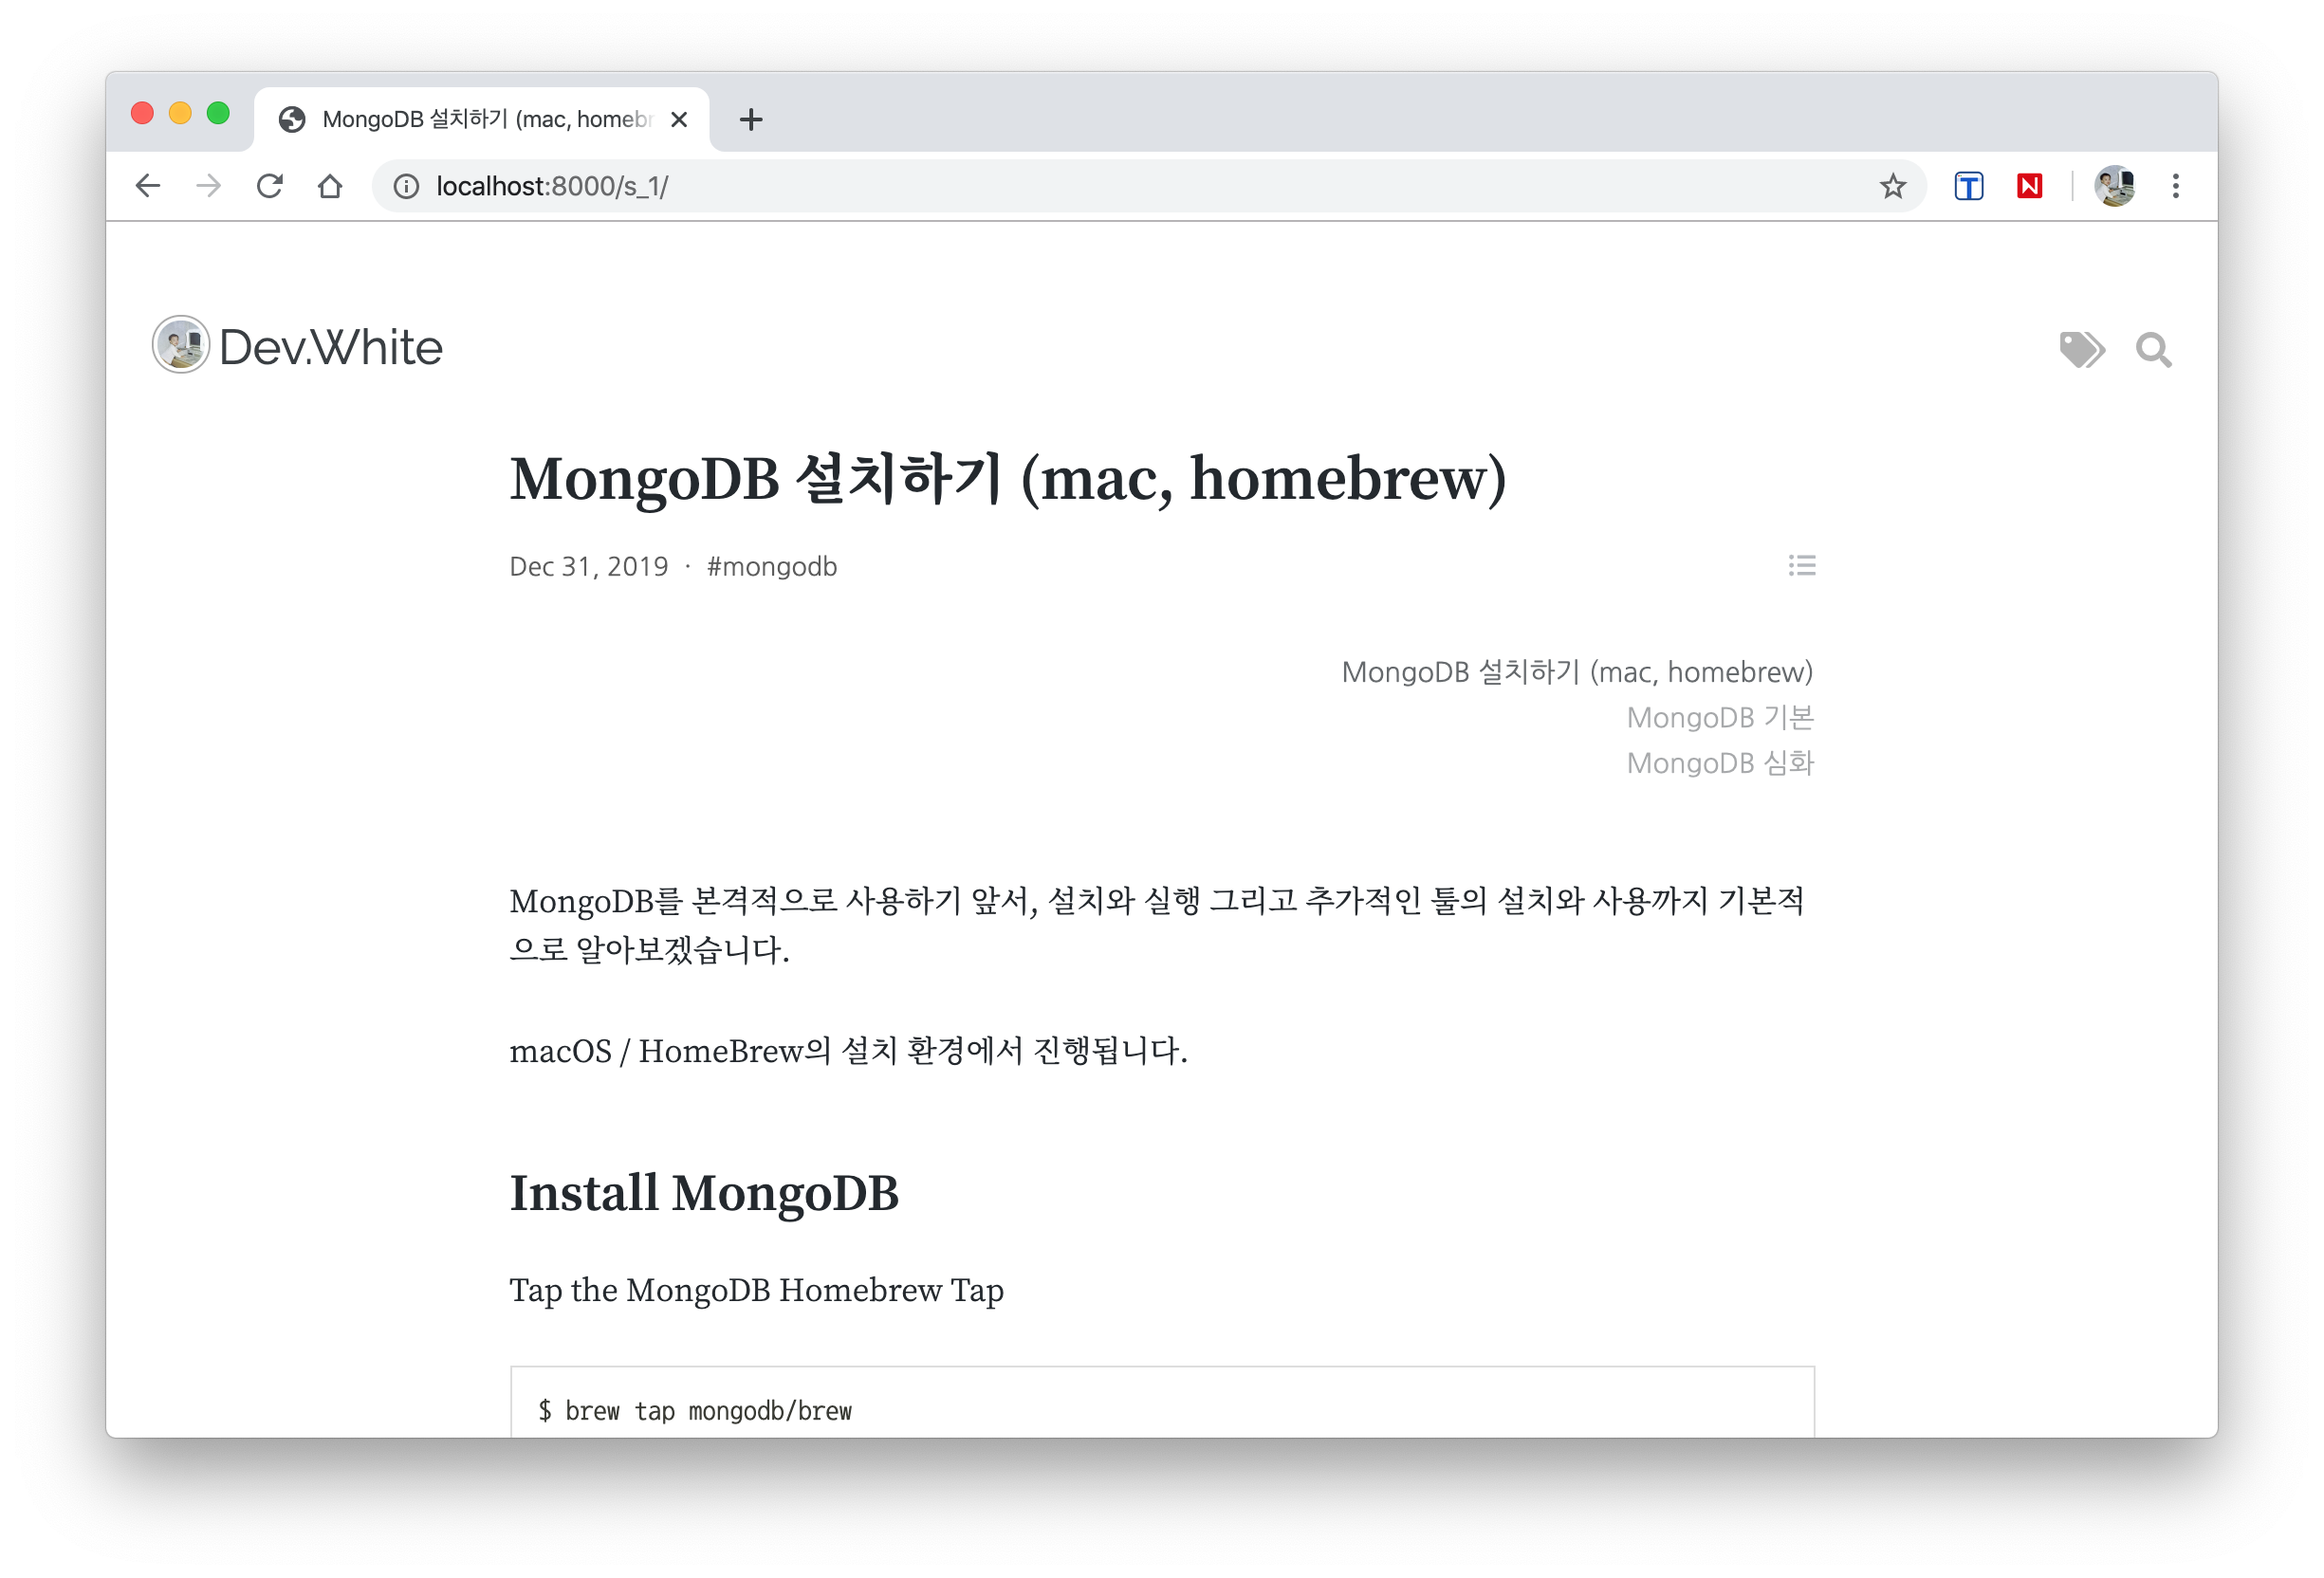 MongoDB 설치하기 (mac, homebr
localhost:8000/s_1/
Dev.White
MongoDB 설치하기 (mac, homebrew)
Dec 31, 2019 · #mongodb
MongoDB 설치하기 (mac, homebrew)
MongoDB 기본
MongoDB 심화
MongoDB를 본격적으로 사용하기 앞서, 설치와 실행 그리고 추가적인 툴의 설치와 사용까지 기본적
으로 알아보겠습니다.
macOS / HomeBrew의 설치 환경에서 진행됩니다.
Install MongoDB
Tap the MongoDB Homebrew Tap
$ brew tap mongodb/brew